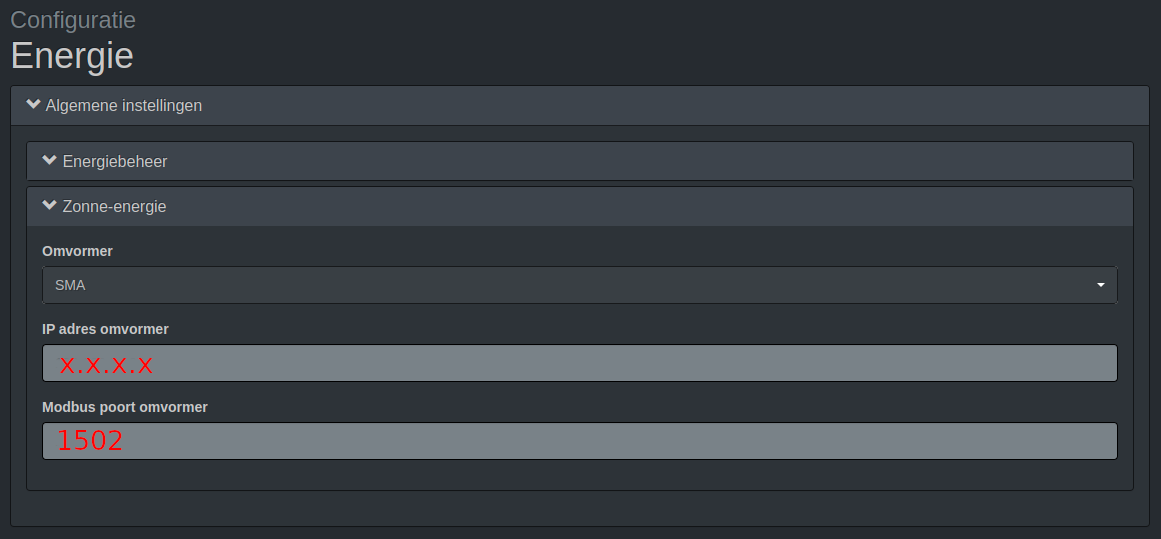 Configuratie
Energie
Algemene instellingen
Energiebeheer
Zonne-energie
Omvormer
SMA
IP adres omvormer
x.x.x.x
Modbus poort omvormer
1502